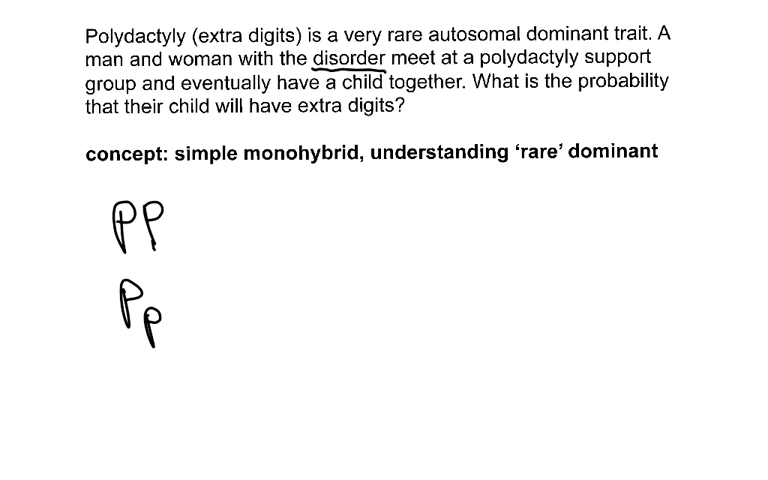 Polydactyly (extra digits) is a very rare autosomal dominant trait. A
man and woman with the disorder meet at a polydactyly support
group and eventually have a child together. What is the probability
that their child will have extra digits?
concept: simple monohybrid, understanding ‘rare’ dominant
PP
Pp